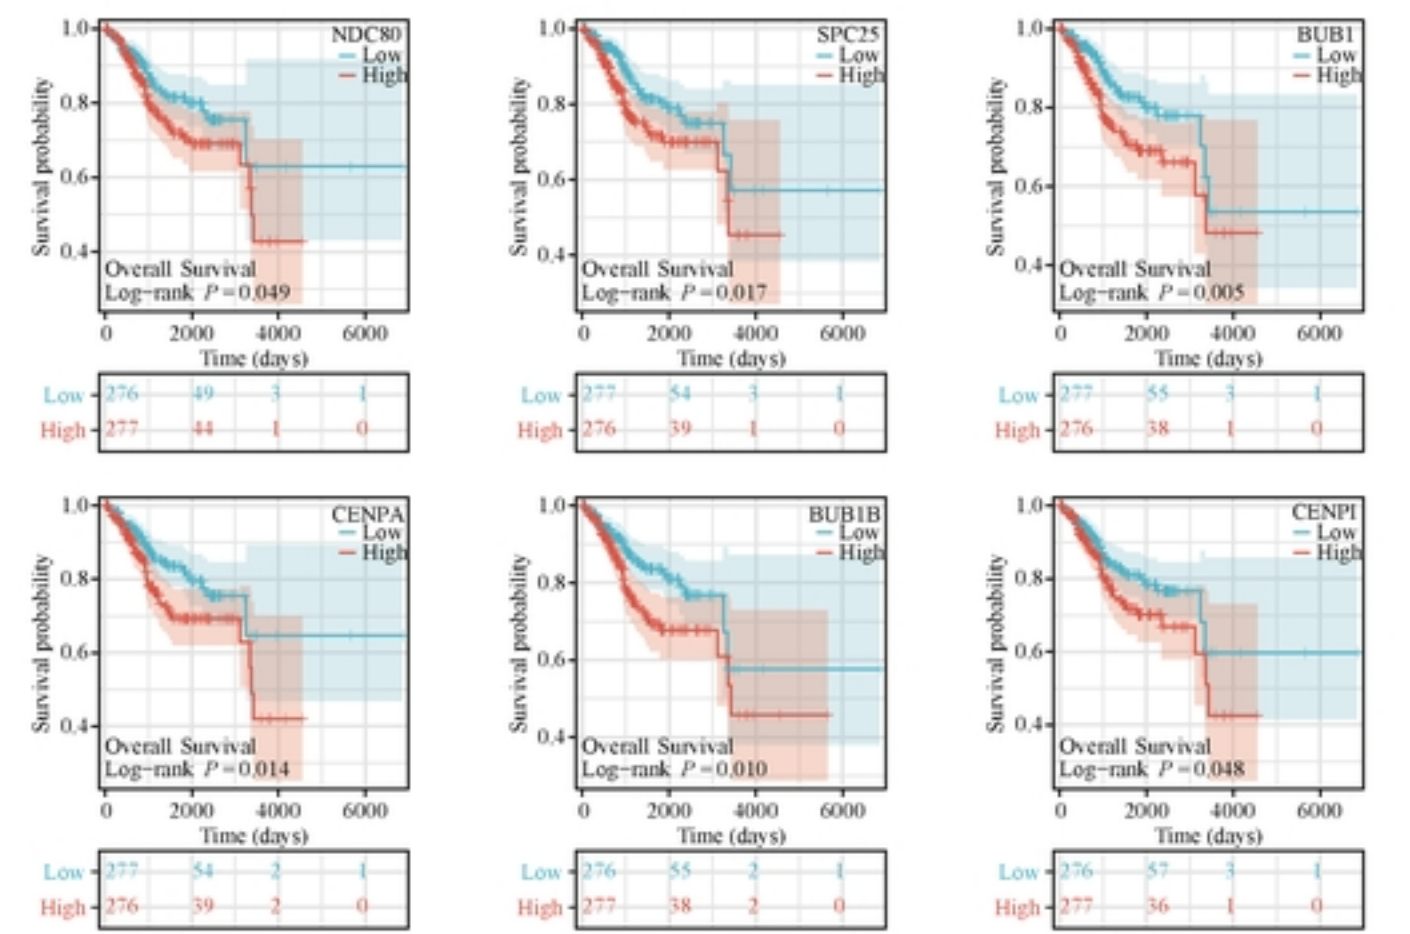 1.0
0.8
0.6
0.4
Survival probability
NDC80
Low
High
Overall Survival
Log-rank P=0.049
0 2000 4000 6000
Time (days)
Low 276 49 3 1
High 277 44 1 0
1.0
0.8
0.6
0.4
Survival probability
SPC25
Low
High
Overall Survival
Log-rank P=0.017
0 2000 4000 6000
Time (days)
Low 277 54 3 1
High 276 39 1 0
1.0
0.8
0.6
0.4
Survival probability
BUB1
Low
High
Overall Survival
Log-rank P=0.005
0 2000 4000 6000
Time (days)
Low 277 55 3 1
High 276 38 1 0
1.0
0.8
0.6
0.4
Survival probability
CENPA
Low
High
Overall Survival
Log-rank P=0.014
0 2000 4000 6000
Time (days)
Low 277 54 2 1
High 276 39 2 0
1.0
0.8
0.6
0.4
Survival probability
BUB1B
Low
High
Overall Survival
Log-rank P=0.010
0 2000 4000 6000
Time (days)
Low 276 55 2 1
High 277 38 2 0
1.0
0.8
0.6
0.4
Survival probability
CENPI
Low
High
Overall Survival
Log-rank P=0.048
0 2000 4000 6000
Time (days)
Low 276 57 3 1
High 277 36 1 0